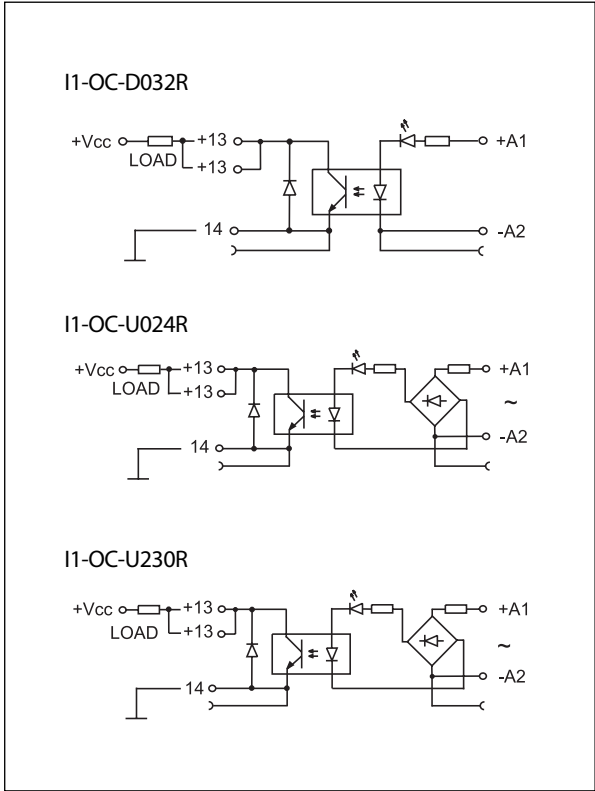 I1-OC-D032R
+Vcc +13 +A1
LOAD +13
14 -A2
I1-OC-U024R
+Vcc +13 +A1
LOAD +13 ~
14 -A2
I1-OC-U230R
+Vcc +13 +A1
LOAD +13 ~
14 -A2